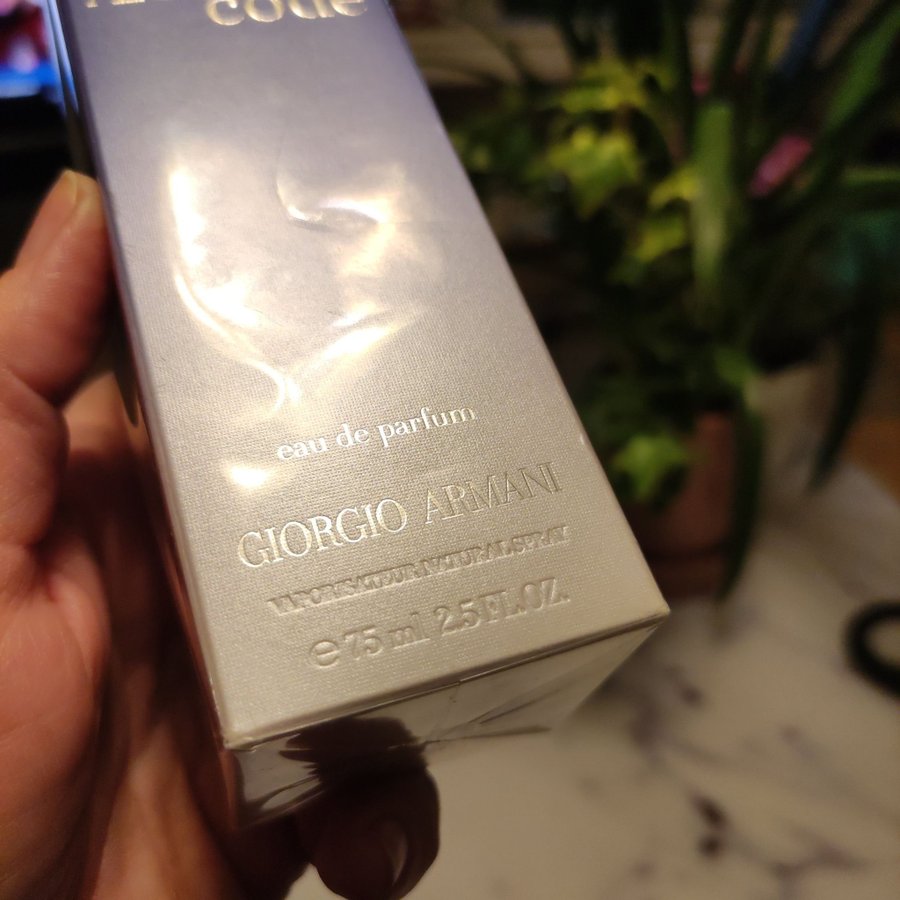 code
eau de parfum
GIORGIO ARMANI
VAPORISATEUR NATURAL SPRAY
℮ 75 ml 2.5 FL.OZ.